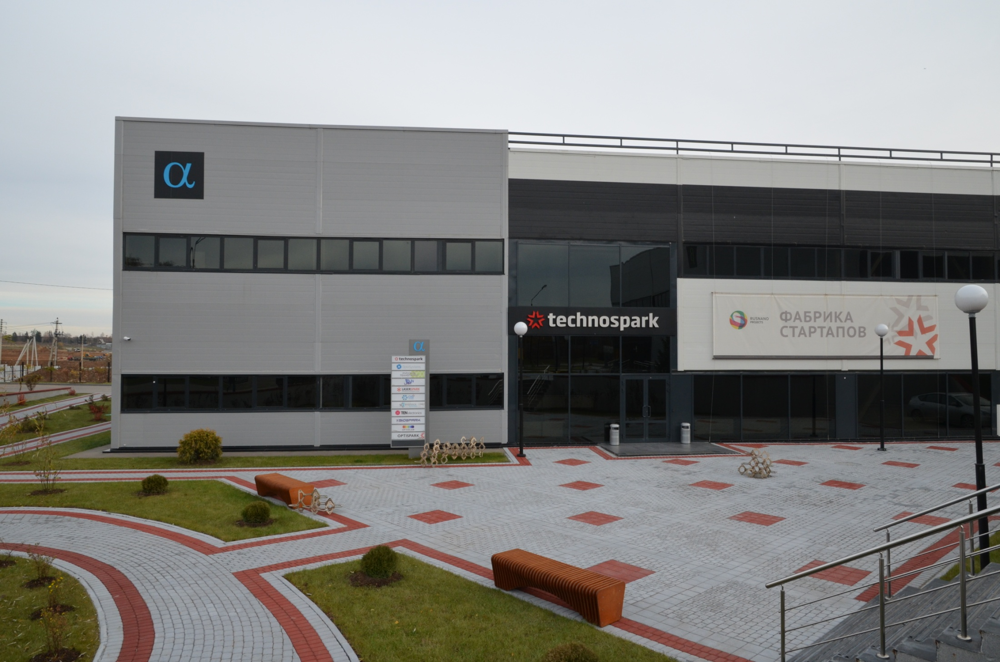 α
technospark
RUSNANO
PROJECTS
ФАБРИКА
СТАРТАПОВ
α
technospark
LASERSPARK
TEN electronics
BIOSPARK
OPTISPARK